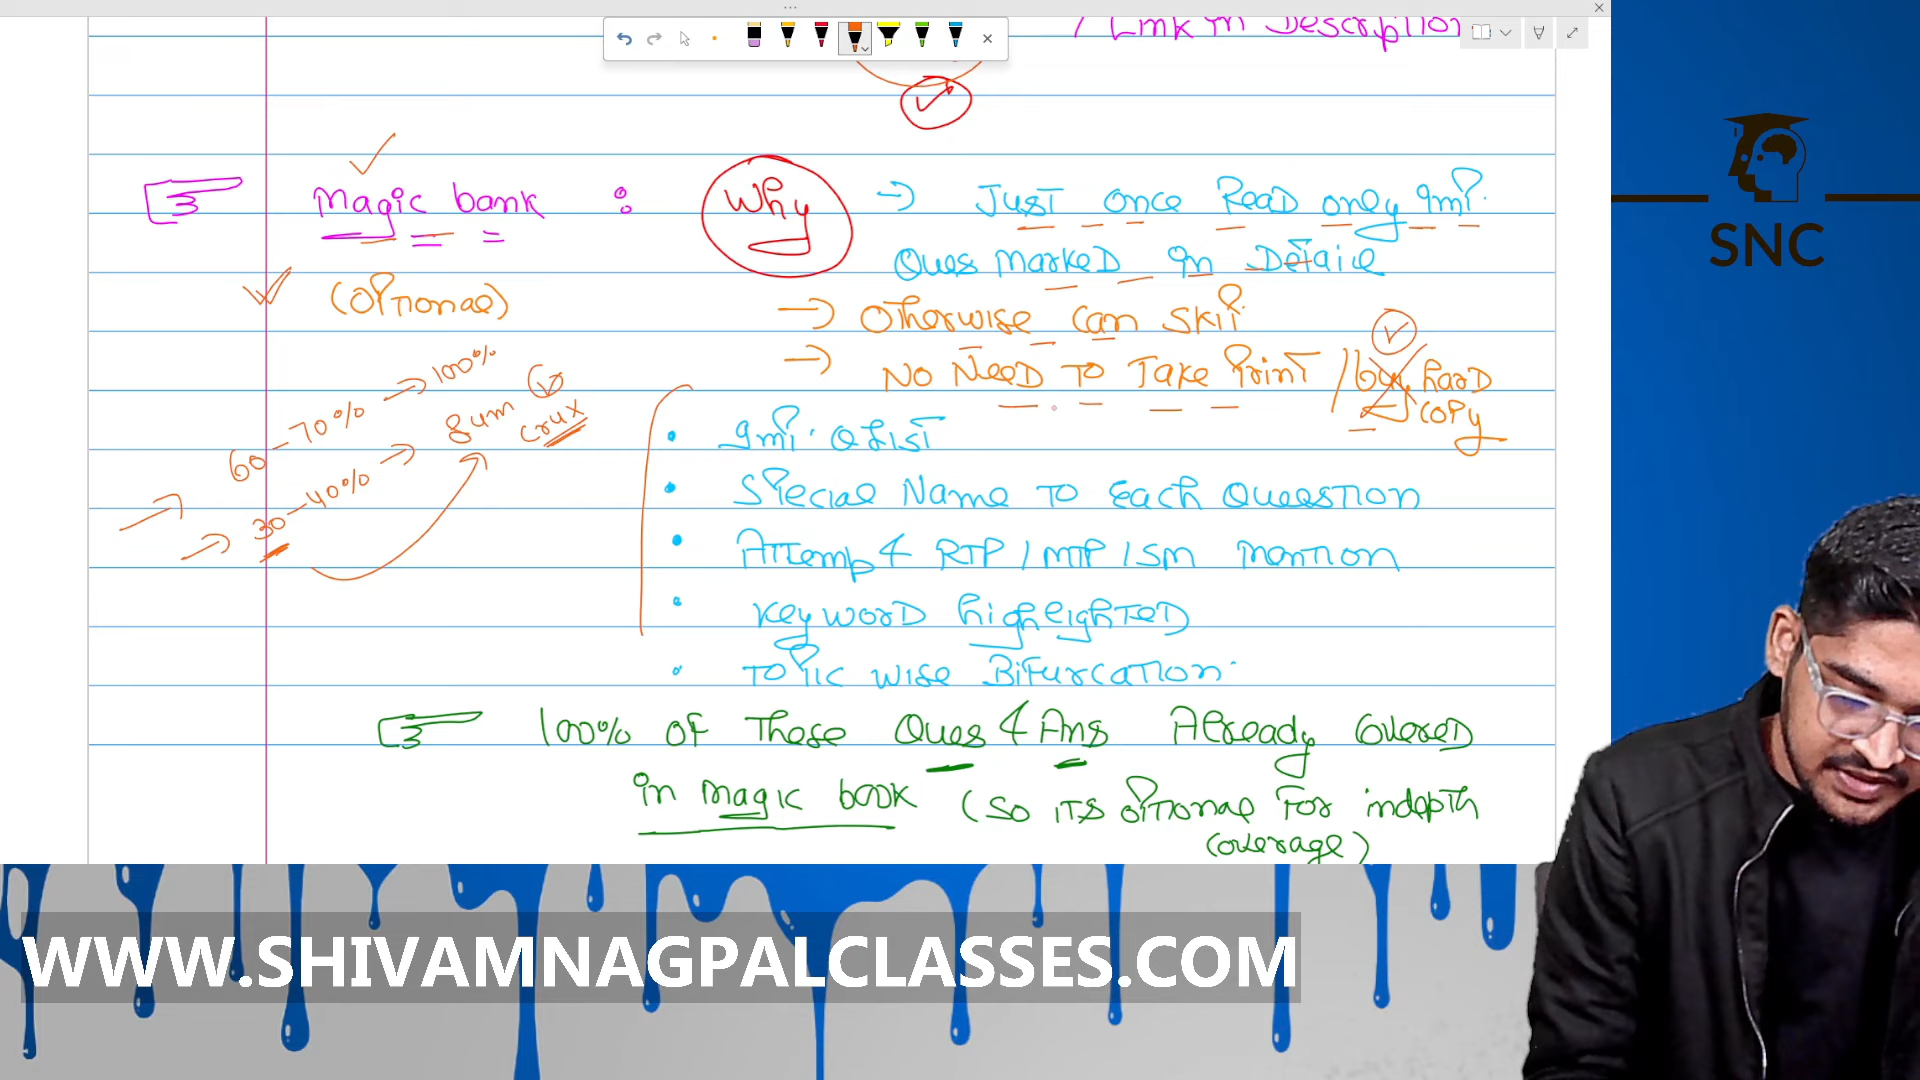 / Link in Description
Magic bank : Why → Just once Read only Imp.
Ques Marked in Detail
(Optional) → Otherwise can skip.
→ No Need to Take Print / buy hard copy
60-70% → 100%
30-40% → Sum
Crux
• Imp. Q List
• Special Name to Each Question
• Attempt & RTP / MTP / SM Mention
• Keyword highlighted
• Topic wise Bifurcation.
100% of These Ques & Ans Already Covered
in Magic book (so its optional for indepth
coverage)
SNC
WWW.SHIVAMNAGPALCLASSES.COM